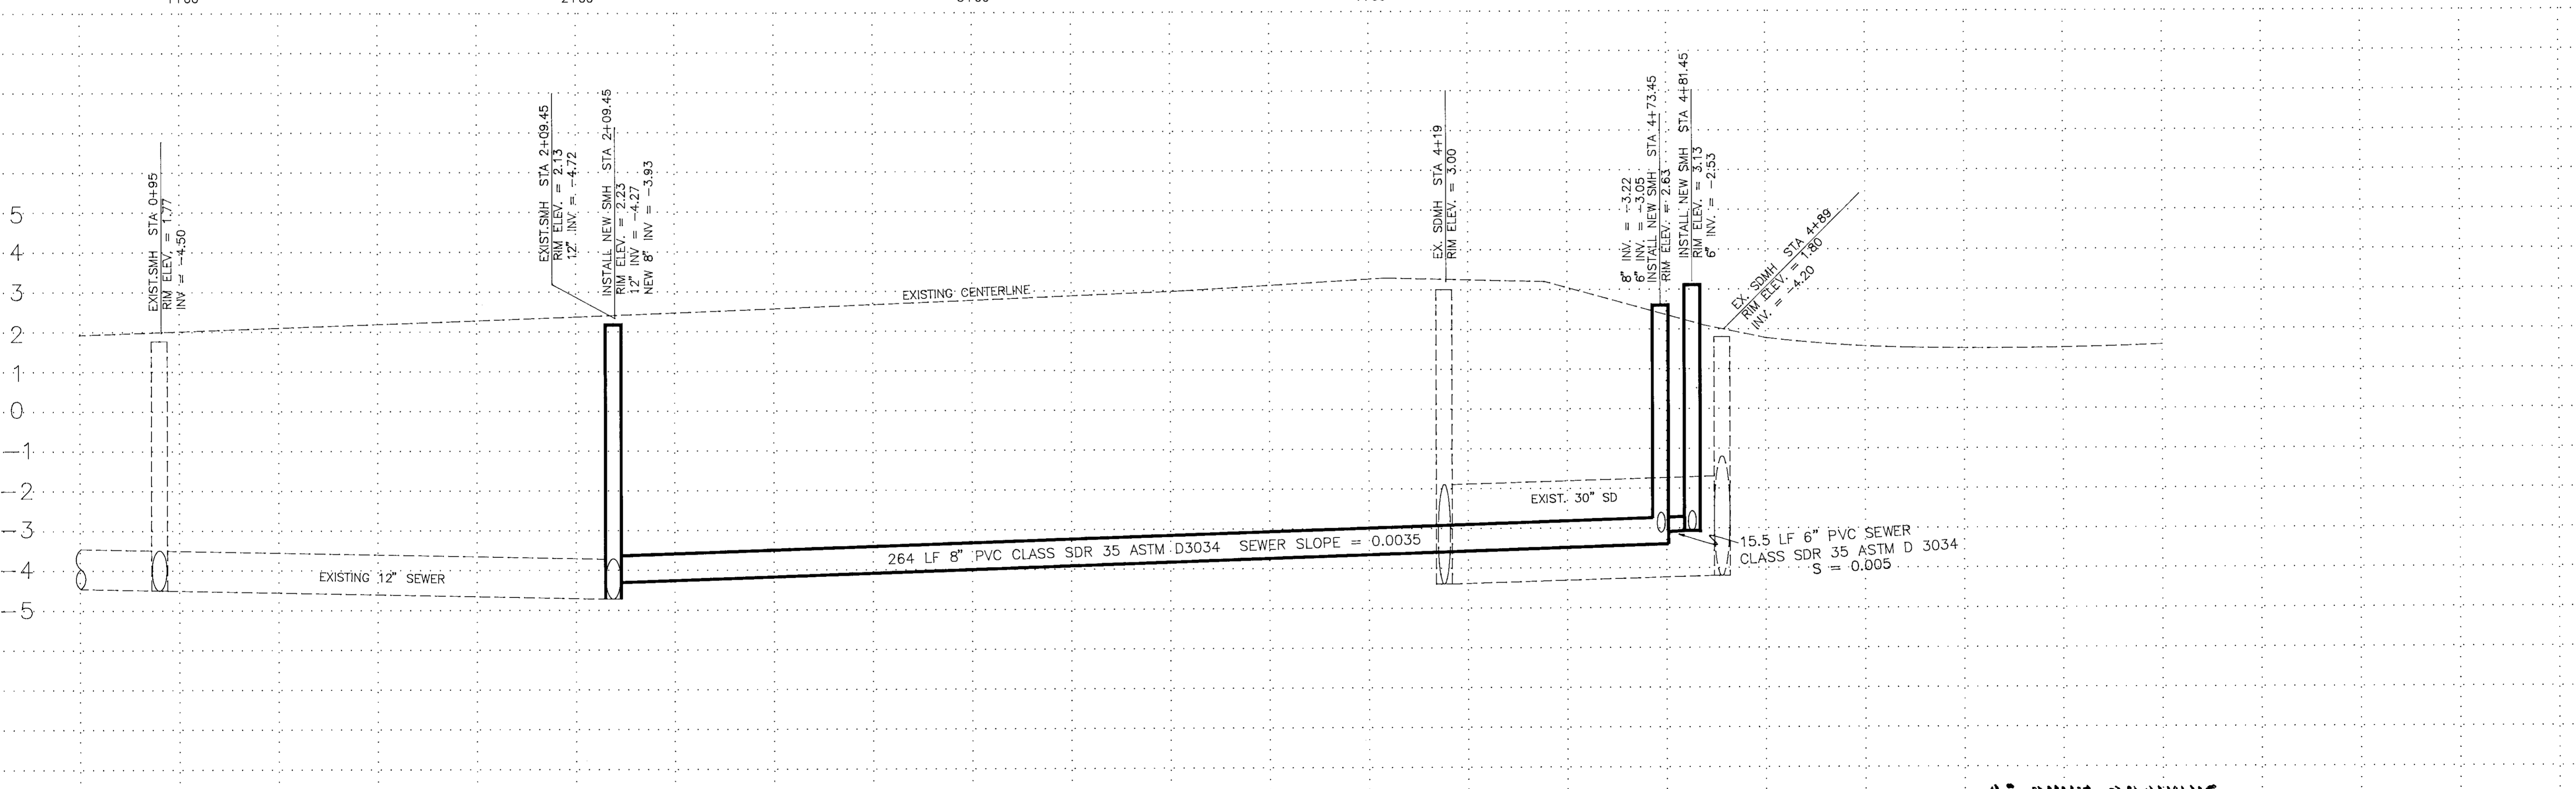 EXIST.SMH STA 0+95
RIM ELEV. = 1.77
INV = -4.50
EXIST.SMH STA 2+09.45
RIM ELEV. = 2.13
12" INV. = -4.72
INSTALL NEW SMH STA 2+09.45
RIM ELEV. = 2.23
12" INV = -4.27
NEW 8" INV = -3.93
EX. SDMH STA 4+19
RIM ELEV. = 3.00
8" INV. = -3.22
6" INV. = -3.05
INSTALL NEW SMH STA 4+73.45
RIM ELEV. = 2.63
INSTALL NEW SMH STA 4+81.45
RIM ELEV. = 3.13
6" INV. = -2.53
EX. SDMH STA 4+89
RIM ELEV. = 1.80
INV. = -4.20
5
4
3
2
1
0
-1
-2
-3
-4
-5
EXISTING CENTERLINE
EXIST. 30" SD
264 LF 8" PVC CLASS SDR 35 ASTM D3034 SEWER SLOPE = 0.0035
EXISTING 12" SEWER
15.5 LF 6" PVC SEWER
CLASS SDR 35 ASTM D 3034
S = 0.005